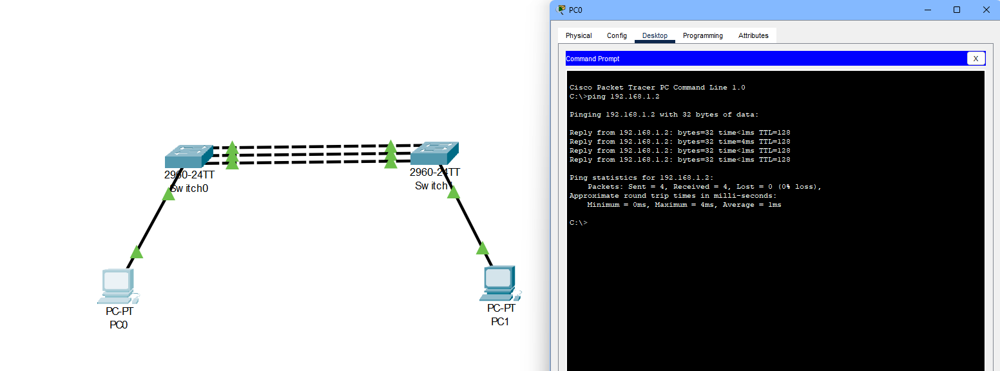 PC0
Physical Config Desktop Programming Attributes
Command Prompt
X
Cisco Packet Tracer PC Command Line 1.0
C:\>ping 192.168.1.2
Pinging 192.168.1.2 with 32 bytes of data:
Reply from 192.168.1.2: bytes=32 time<1ms TTL=128
Reply from 192.168.1.2: bytes=32 time=4ms TTL=128
Reply from 192.168.1.2: bytes=32 time<1ms TTL=128
Reply from 192.168.1.2: bytes=32 time<1ms TTL=128
Ping statistics for 192.168.1.2:
Packets: Sent = 4, Received = 4, Lost = 0 (0% loss),
Approximate round trip times in milli-seconds:
Minimum = 0ms, Maximum = 4ms, Average = 1ms
C:\>
2960-24TT
Switch0
2960-24TT
Switch1
PC-PT
PC0
PC-PT
PC1